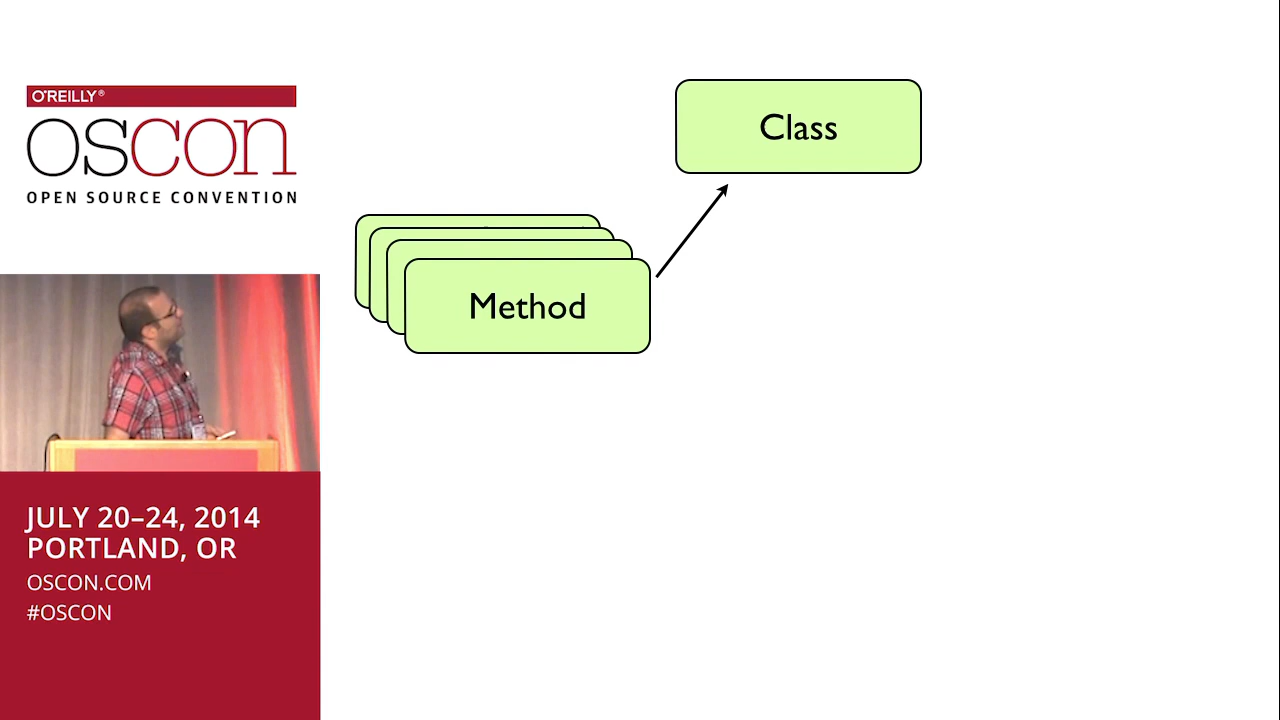 O'REILLY®
OSCON
OPEN SOURCE CONVENTION
Class
Method
JULY 20–24, 2014
PORTLAND, OR
OSCON.COM
#OSCON